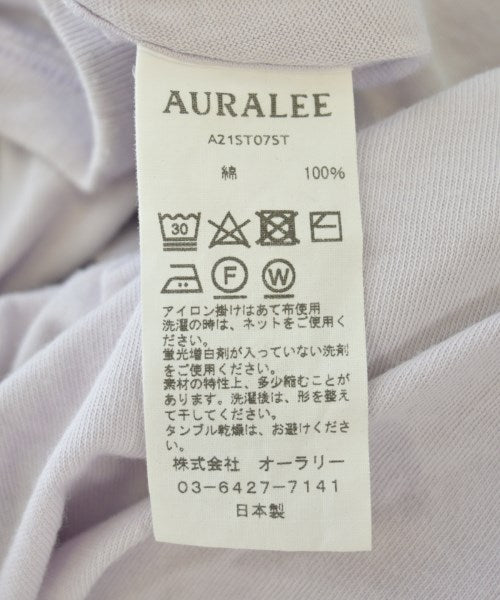 AURALEE
A21ST07ST
綿 100%
30
F W
アイロン掛けはあて布使用
洗濯の時は、ネットをご使用く
ださい。
蛍光増白剤が入っていない洗剤
をご使用ください。
素材の特性上、多少縮むことが
あります。洗濯後は、形を整え
て干してください。
タンブル乾燥は、お避けくださ
い。
株式会社 オーラリー
03-6427-7141
日本製